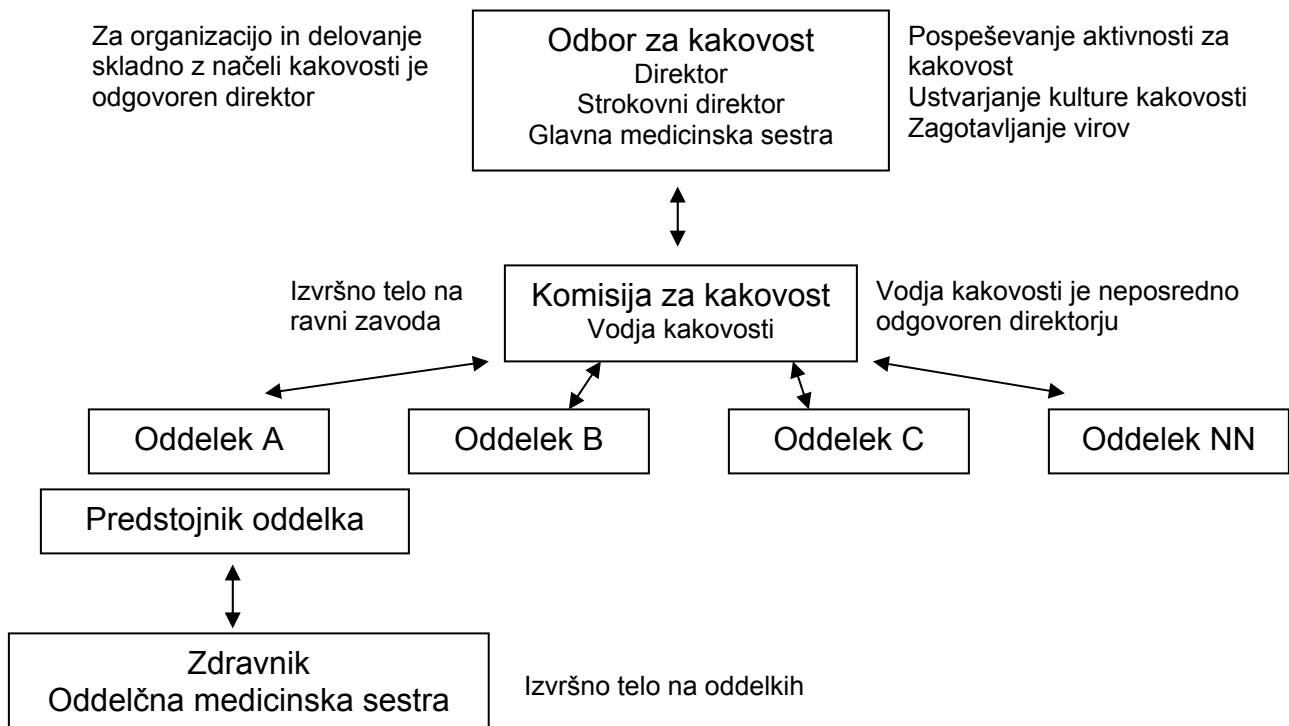 Za organizacijo in delovanje
skladno z načeli kakovosti je
odgovoren direktor
Odbor za kakovost
Direktor
Strokovni direktor
Glavna medicinska sestra
Pospeševanje aktivnosti za
kakovost
Ustvarjanje kulture kakovosti
Zagotavljanje virov
Izvršno telo na
ravni zavoda
Komisija za kakovost
Vodja kakovosti
Vodja kakovosti je neposredno
odgovoren direktorju
Oddelek A
Oddelek B
Oddelek C
Oddelek NN
Predstojnik oddelka
Zdravnik
Oddelčna medicinska sestra
Izvršno telo na oddelkih